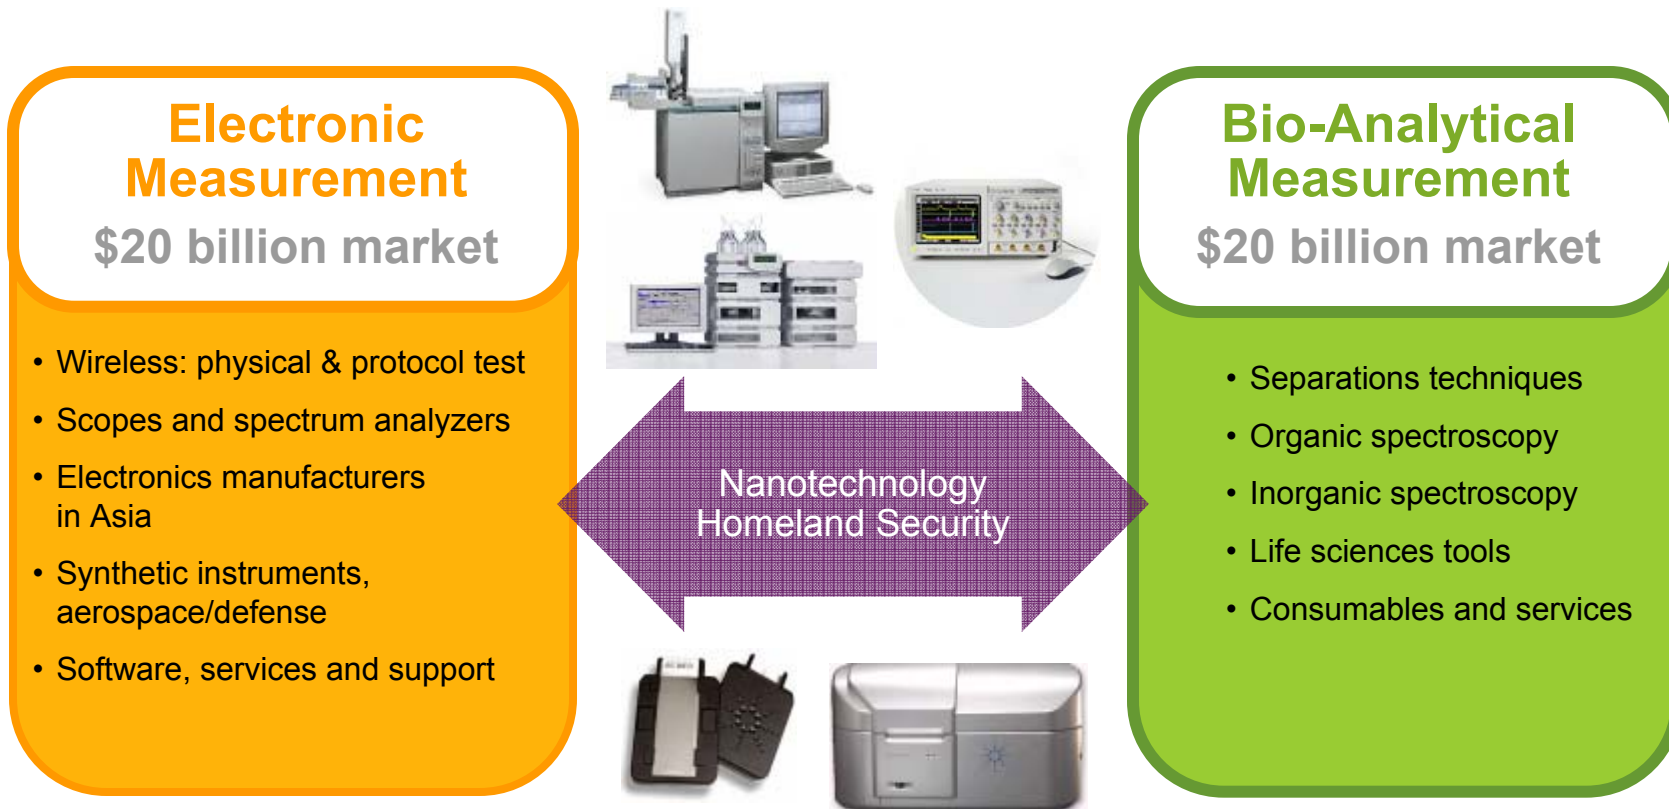 Electronic
Measurement
$20 billion market
• Wireless: physical & protocol test
• Scopes and spectrum analyzers
• Electronics manufacturers
in Asia
• Synthetic instruments,
aerospace/defense
• Software, services and support
Nanotechnology
Homeland Security
Bio-Analytical
Measurement
$20 billion market
• Separations techniques
• Organic spectroscopy
• Inorganic spectroscopy
• Life sciences tools
• Consumables and services